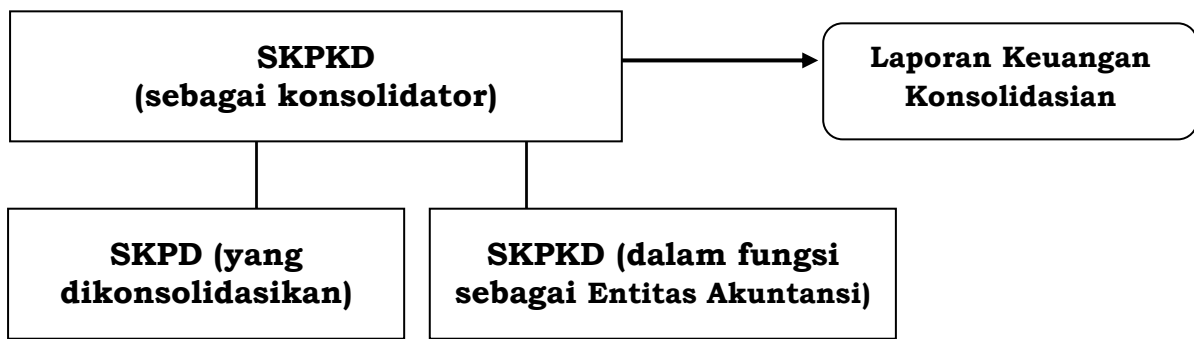 SKPKD
(sebagai konsolidator)
Laporan Keuangan
Konsolidasian
SKPD (yang
dikonsolidasikan)
SKPKD (dalam fungsi
sebagai Entitas Akuntansi)